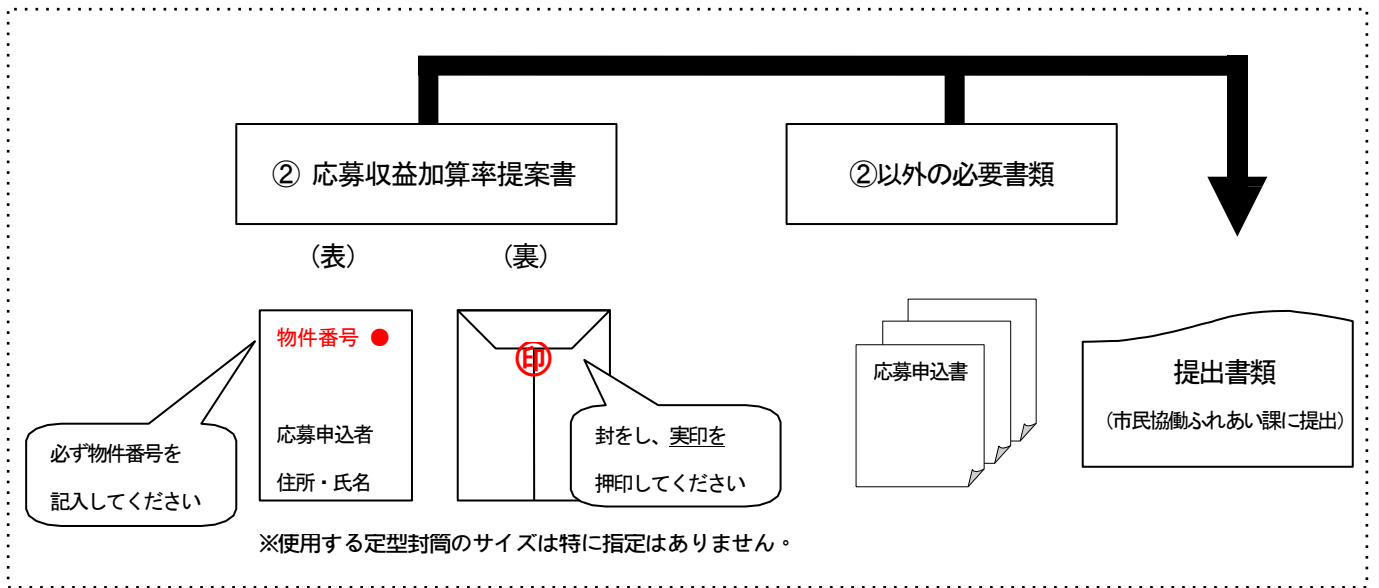 ② 応募収益加算率提案書
②以外の必要書類
(表)
(裏)
物件番号 ●
応募申込者
住所・氏名
必ず物件番号を
記入してください
㊞
封をし、実印を
押印してください
応募申込書
提出書類
(市民協働ふれあい課に提出)
※使用する定型封筒のサイズは特に指定はありません。